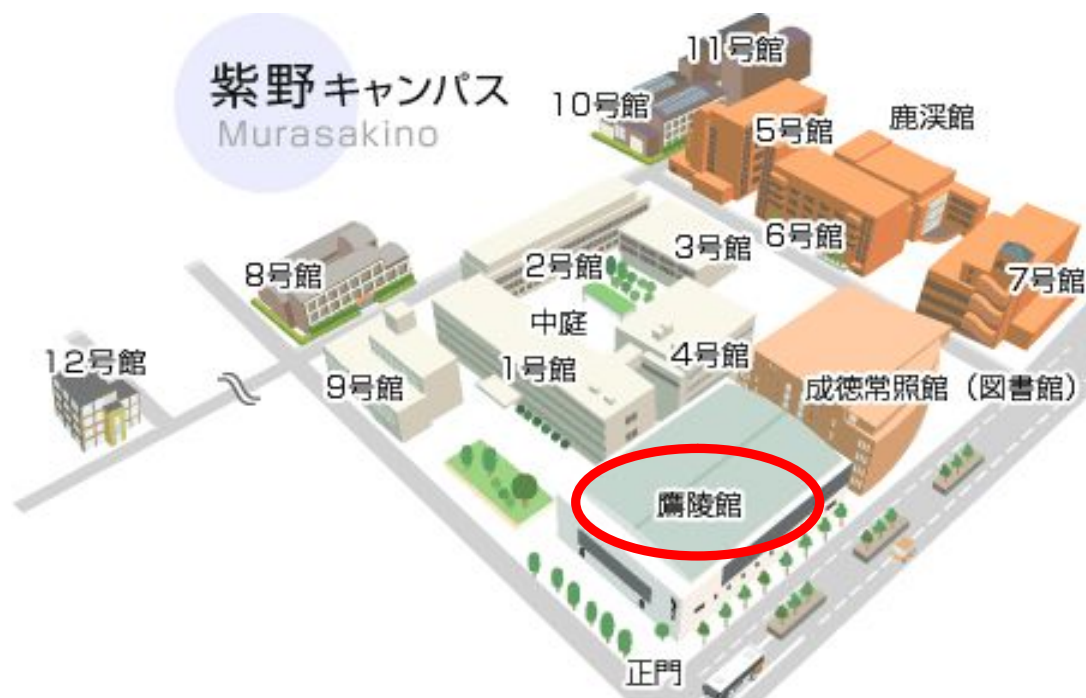 紫野キャンパス
Murasakino
11号館
10号館
5号館
鹿渓館
3号館
6号館
2号館
8号館
7号館
中庭
12号館
4号館
1号館
9号館
成徳常照館（図書館）
鷹陵館
正門